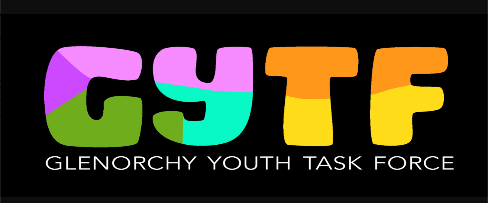 GYTF
GLENORCHY YOUTH TASK FORCE